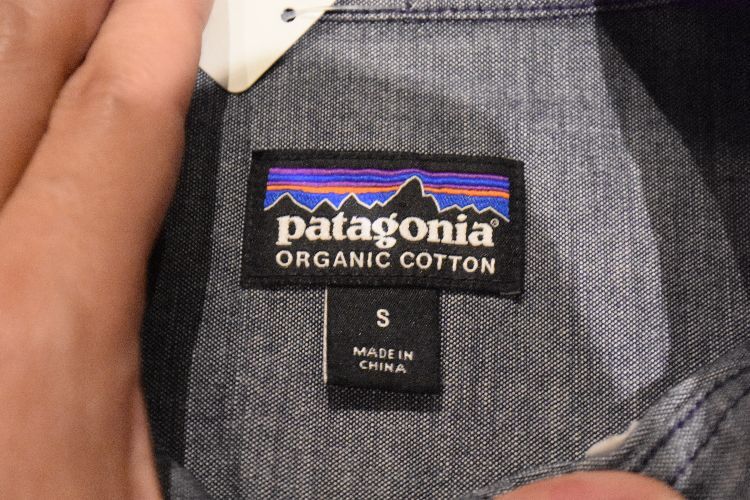 patagonia®
ORGANIC COTTON
S
MADE IN
CHINA